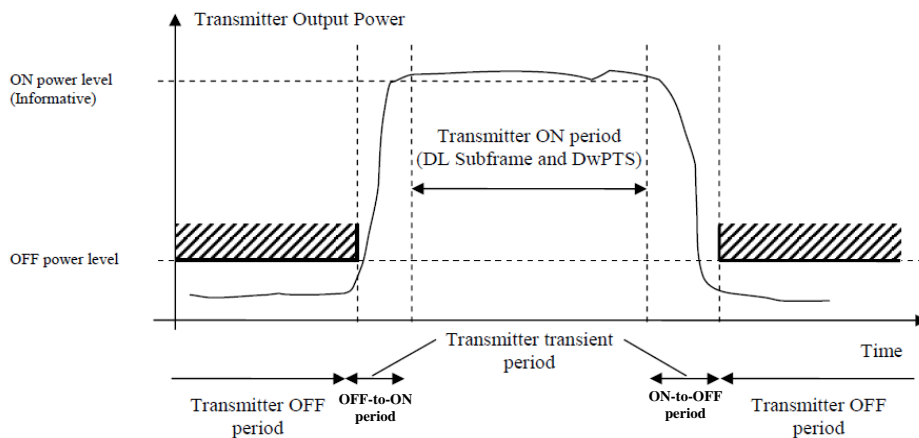 Transmitter Output Power
ON power level
(Informative)
Transmitter ON period
(DL Subframe and DwPTS)
OFF power level
Transmitter transient
period
Time
Transmitter OFF
period
OFF-to-ON
period
ON-to-OFF
period
Transmitter OFF
period